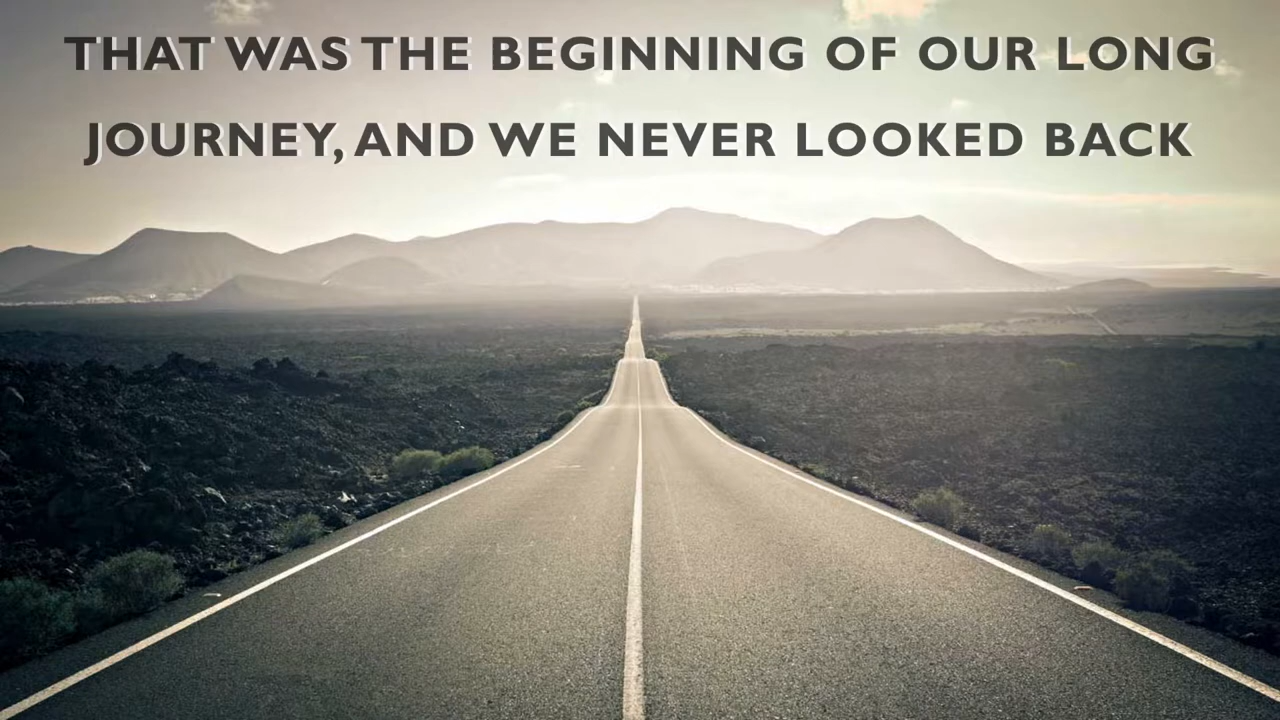 THAT WAS THE BEGINNING OF OUR LONG
JOURNEY, AND WE NEVER LOOKED BACK